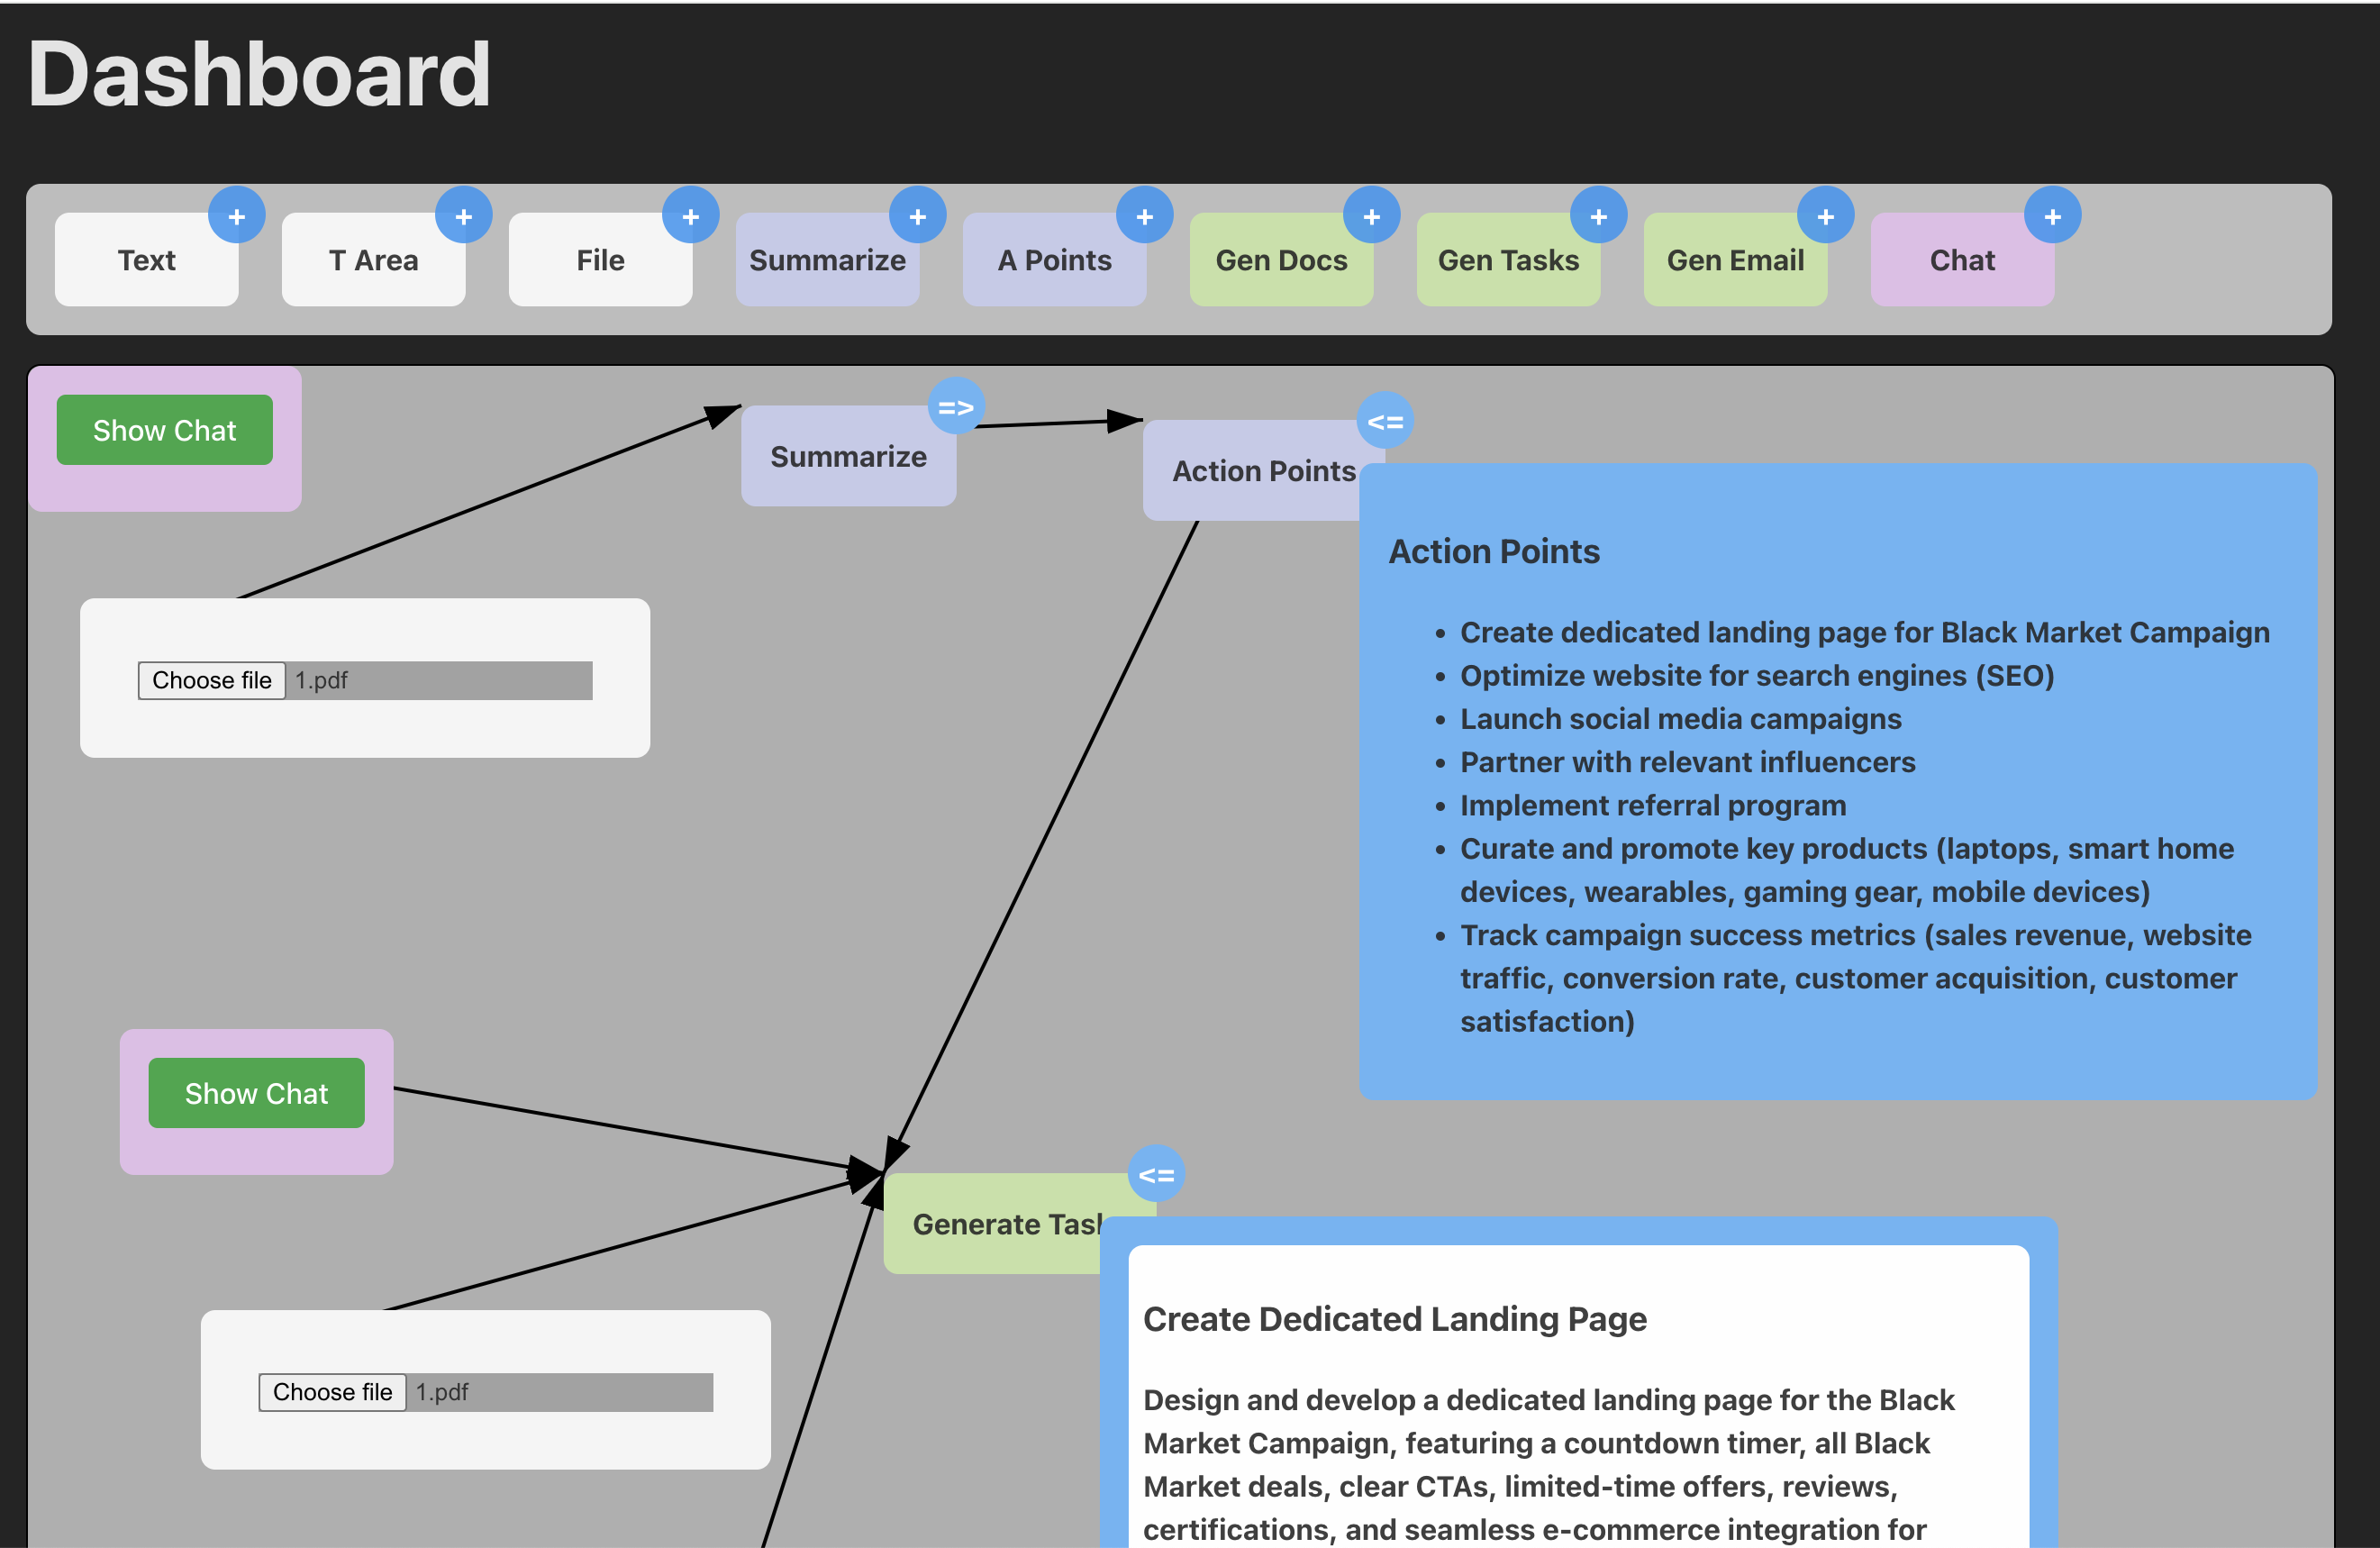 Dashboard
+ + + + + + + + +
Text T Area File Summarize A Points Gen Docs Gen Tasks Gen Email Chat
Show Chat
=>
Summarize
<=
Action Points
Action Points
• Create dedicated landing page for Black Market Campaign
• Optimize website for search engines (SEO)
• Launch social media campaigns
• Partner with relevant influencers
• Implement referral program
• Curate and promote key products (laptops, smart home
devices, wearables, gaming gear, mobile devices)
• Track campaign success metrics (sales revenue, website
traffic, conversion rate, customer acquisition, customer
satisfaction)
Choose file 1.pdf
Show Chat
<=
Generate
Choose file 1.pdf
Create Dedicated Landing Page
Design and develop a dedicated landing page for the Black
Market Campaign, featuring a countdown timer, all Black
Market deals, clear CTAs, limited-time offers, reviews,
certifications, and seamless e-commerce integration for